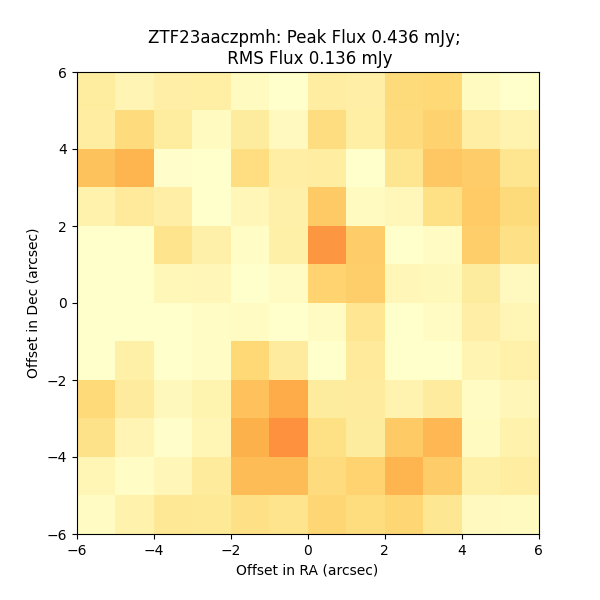 ZTF23aaczpmh: Peak Flux 0.436 mJy;
RMS Flux 0.136 mJy
6
4
2
0
−2
−4
−6
Offset in Dec (arcsec)
−6 −4 −2 0 2 4 6
Offset in RA (arcsec)